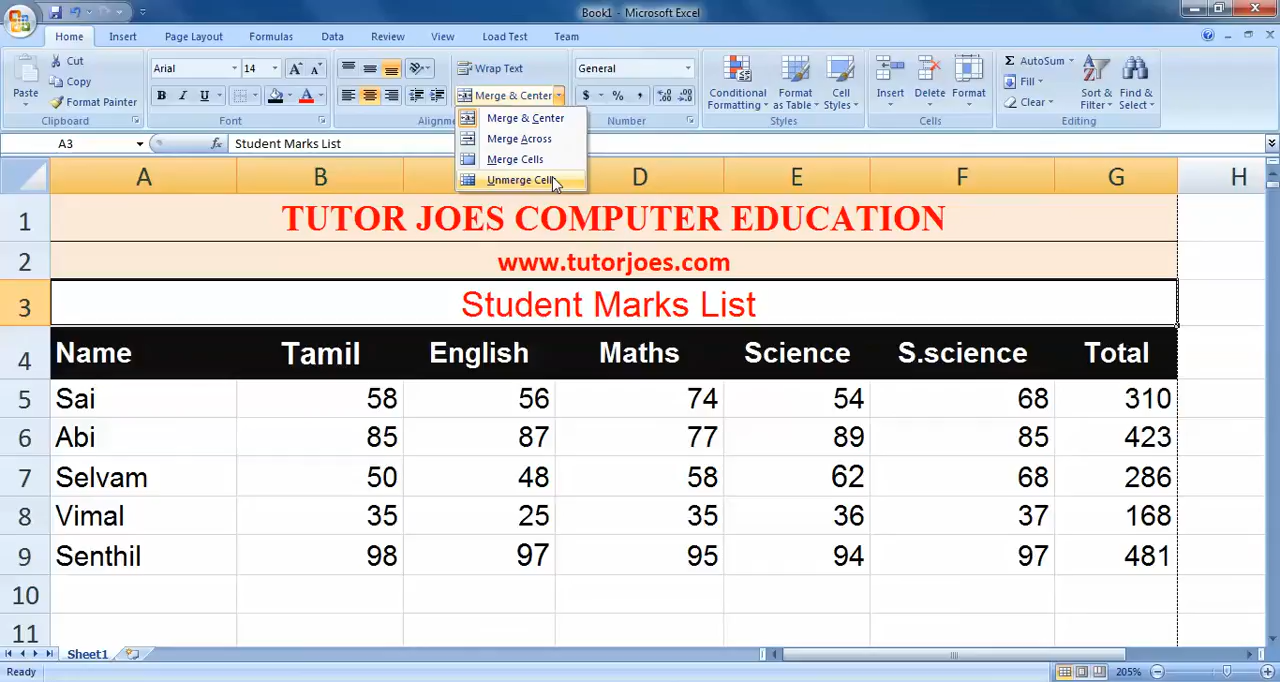 Book1 - Microsoft Excel
Home Insert Page Layout Formulas Data Review View Load Test Team
Paste
Cut
Copy
Format Painter
Clipboard
Arial 14
B I U
Font
Wrap Text
Merge & Center
Alignm
Merge & Center
Merge Across
Merge Cells
Unmerge Cell
General
$ % ,
Number
Conditional Formatting
Format as Table
Cell Styles
Styles
Insert Delete Format
Cells
Σ AutoSum
Fill
Clear
Sort & Filter
Find & Select
Editing
A3 fx Student Marks List
A B D E F G H
1 TUTOR JOES COMPUTER EDUCATION
2 www.tutorjoes.com
3 Student Marks List
4 Name Tamil English Maths Science S.science Total
5 Sai 58 56 74 54 68 310
6 Abi 85 87 77 89 85 423
7 Selvam 50 48 58 62 68 286
8 Vimal 35 25 35 36 37 168
9 Senthil 98 97 95 94 97 481
10
11
Sheet1
Ready 205%